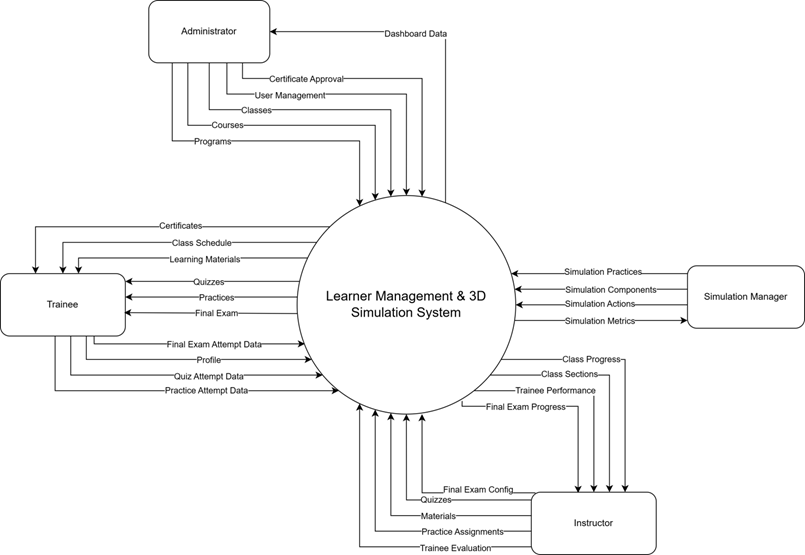 Administrator
Dashboard Data
Certificate Approval
User Management
Classes
Courses
Programs
Certificates
Class Schedule
Learning Materials
Quizzes
Practices
Final Exam
Trainee
Final Exam Attempt Data
Profile
Quiz Attempt Data
Practice Attempt Data
Learner Management & 3D
Simulation System
Simulation Practices
Simulation Components
Simulation Actions
Simulation Metrics
Simulation Manager
Class Progress
Class Sections
Trainee Performance
Final Exam Progress
Final Exam Config
Quizzes
Materials
Practice Assignments
Trainee Evaluation
Instructor